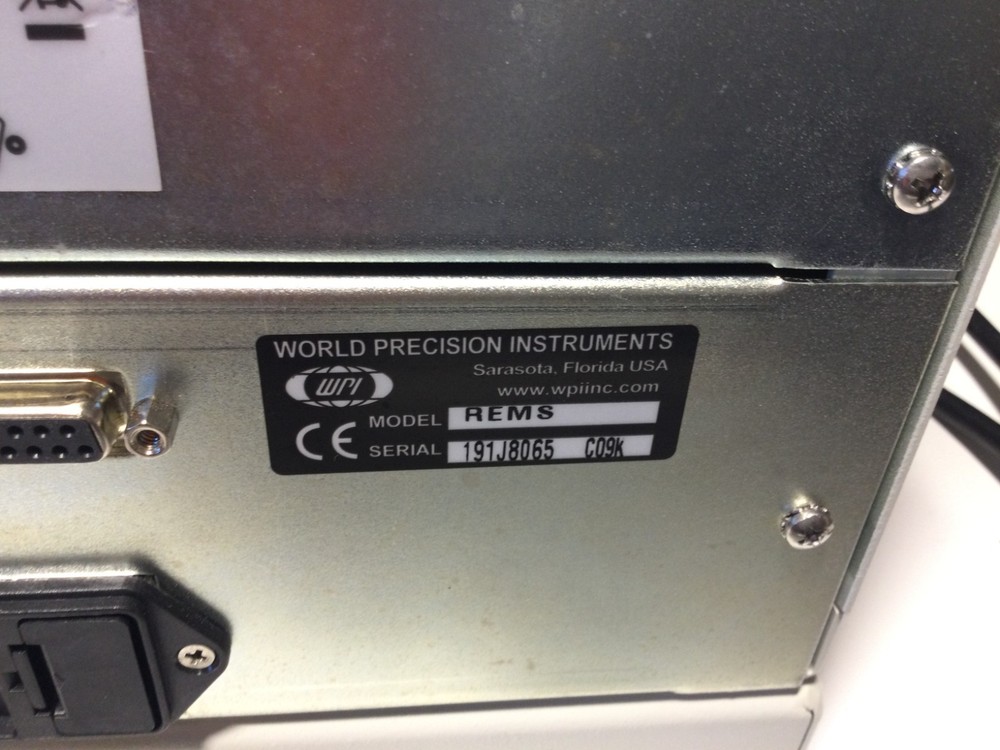 %
WORLD PRECISION INSTRUMENTS
Sarasota, Florida USA
www.wpiinc.com
WPI
MODEL REMS
CE SERIAL 191J8065 C09K